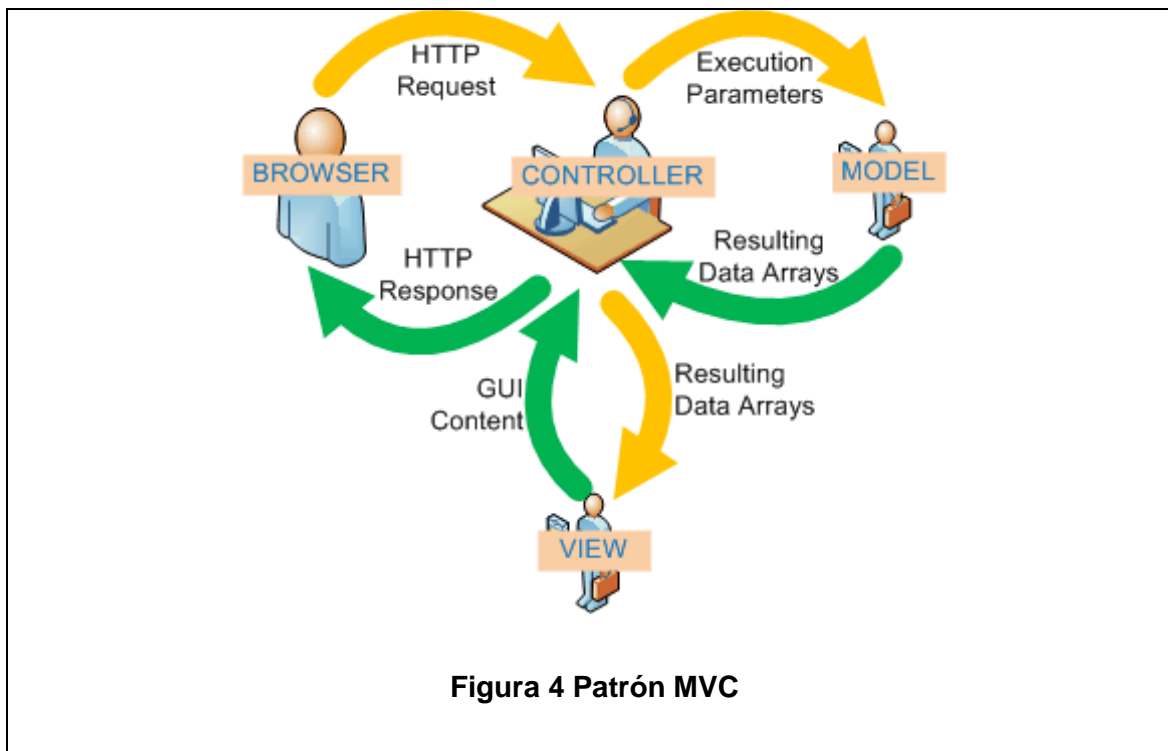 HTTP
Request
Execution
Parameters
BROWSER
CONTROLLER
MODEL
HTTP
Response
Resulting
Data Arrays
GUI
Content
Resulting
Data Arrays
VIEW
Figura 4 Patrón MVC